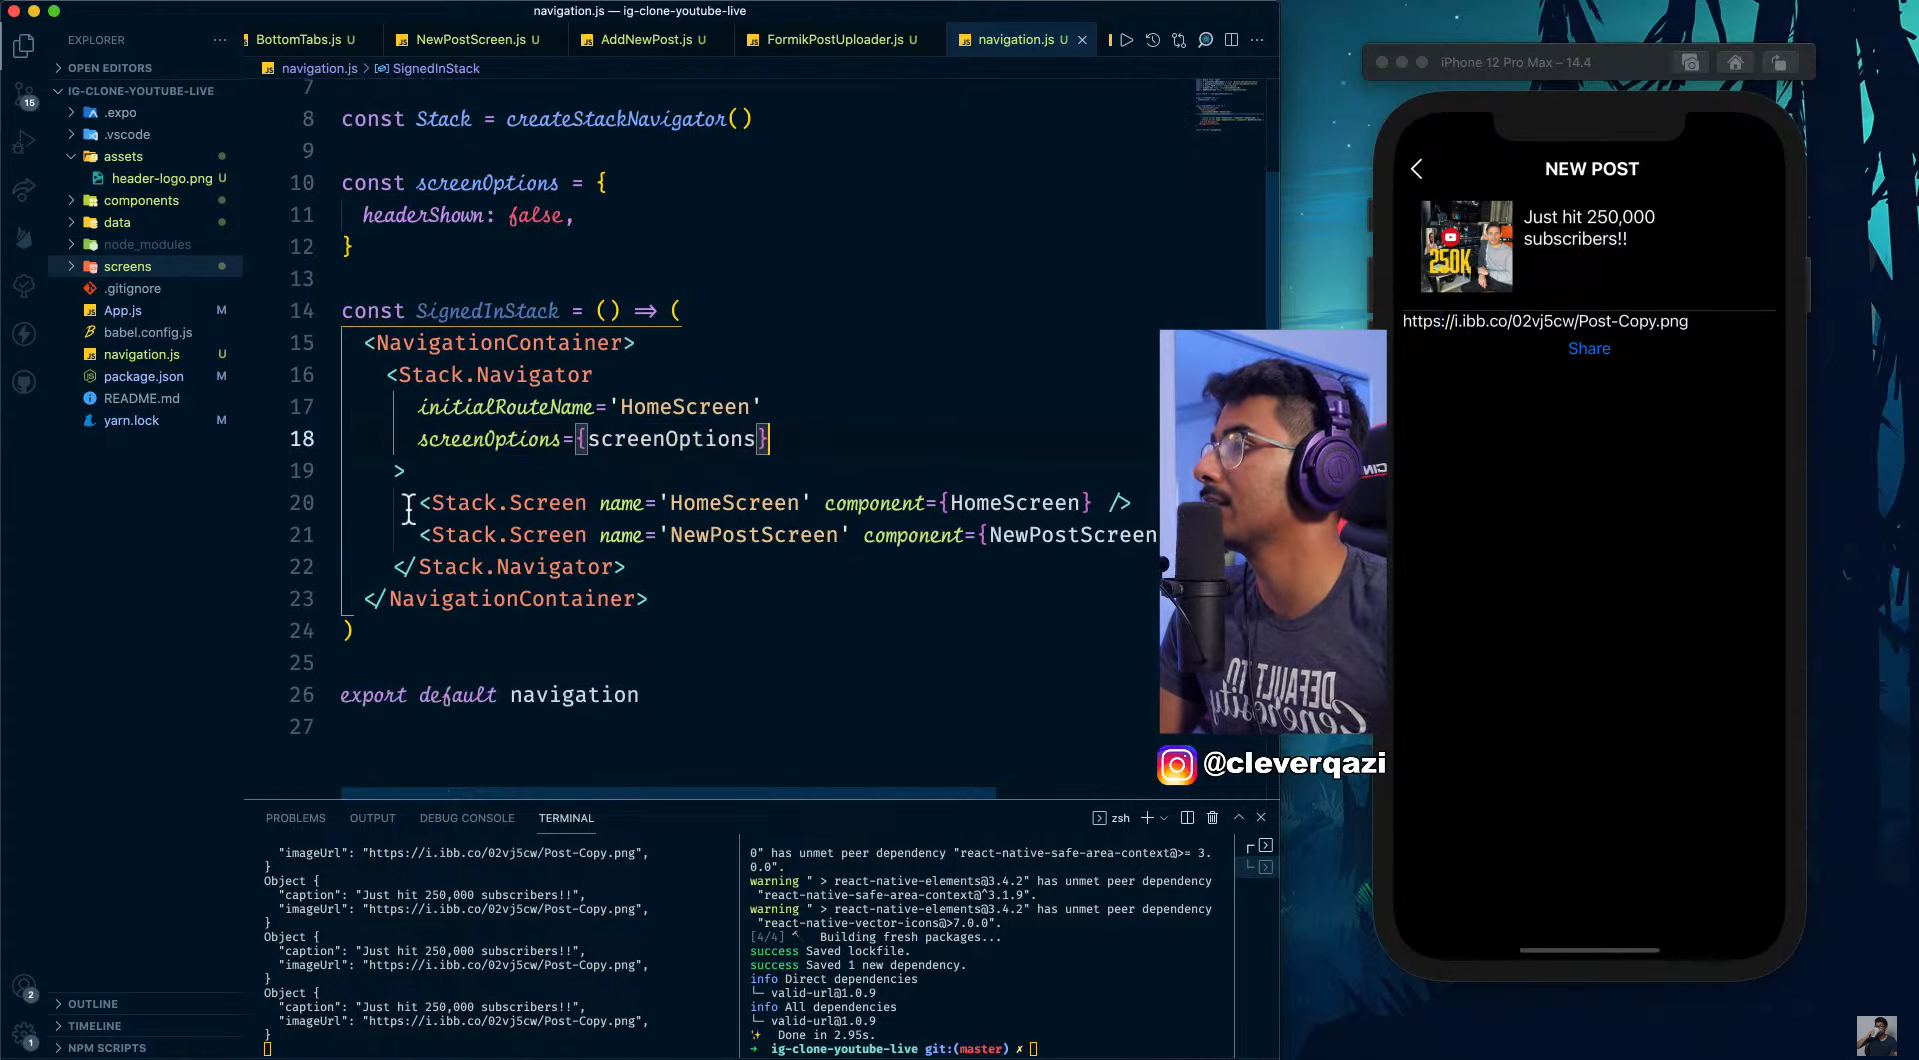 navigation.js — ig-clone-youtube-live
EXPLORER
OPEN EDITORS
IG-CLONE-YOUTUBE-LIVE
.expo
.vscode
assets
header-logo.png U
components
data
node_modules
screens
.gitignore
App.js M
babel.config.js
navigation.js U
package.json M
README.md
yarn.lock
OUTLINE
TIMELINE
NPM SCRIPTS
15
2
1
BottomTabs.js U
NewPostScreen.js U
AddNewPost.js U
FormikPostUploader.js U
navigation.js U
navigation.js > SignedInStack
7
8 const Stack = createStackNavigator()
9
10 const screenOptions = {
11 headerShown: false,
12 }
13
14 const SignedInStack = () => (
15 <NavigationContainer>
16 <Stack.Navigator
17 initialRouteName='HomeScreen'
18 screenOptions={screenOptions}
19 >
20 <Stack.Screen name='HomeScreen' component={HomeScreen} />
21 <Stack.Screen name='NewPostScreen' component={NewPostScreen
22 </Stack.Navigator>
23 </NavigationContainer>
24 )
25
26 export default navigation
27
PROBLEMS OUTPUT DEBUG CONSOLE TERMINAL
zsh
"imageUrl": "https://i.ibb.co/02vj5cw/Post-Copy.png",
}
Object {
"caption": "Just hit 250,000 subscribers!!",
"imageUrl": "https://i.ibb.co/02vj5cw/Post-Copy.png",
}
Object {
"caption": "Just hit 250,000 subscribers!!",
"imageUrl": "https://i.ibb.co/02vj5cw/Post-Copy.png",
}
Object {
"caption": "Just hit 250,000 subscribers!!",
"imageUrl": "https://i.ibb.co/02vj5cw/Post-Copy.png",
}
0" has unmet peer dependency "react-native-safe-area-context@>= 3.
0.0".
warning " > react-native-elements@3.4.2" has unmet peer dependency
"react-native-safe-area-context@^3.1.9".
warning " > react-native-elements@3.4.2" has unmet peer dependency
"react-native-vector-icons@>7.0.0".
[4/4] Building fresh packages...
success Saved lockfile.
success Saved 1 new dependency.
info Direct dependencies
└─ valid-url@1.0.9
info All dependencies
└─ valid-url@1.0.9
✨ Done in 2.95s.
➜ ig-clone-youtube-live git:(master) ✗
iPhone 12 Pro Max – 14.4
NEW POST
Just hit 250,000
subscribers!!
250K
https://i.ibb.co/02vj5cw/Post-Copy.png
Share
DEFAULT TO
Generosity
@cleverqazi